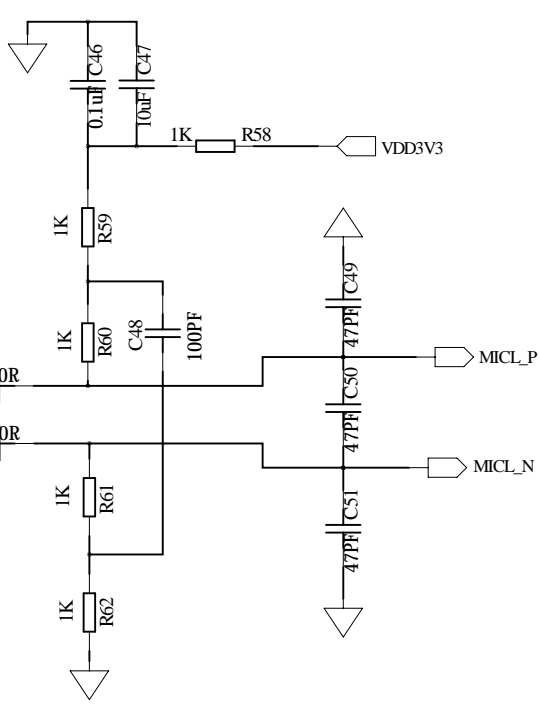 C46
0.1uF
C47
10uF
1K
R58
VDD3V3
1K
R59
1K
R60
C48
100PF
C49
47PF
MICL_P
0R
C50
47PF
0R
MICL_N
1K
R61
C51
47PF
1K
R62